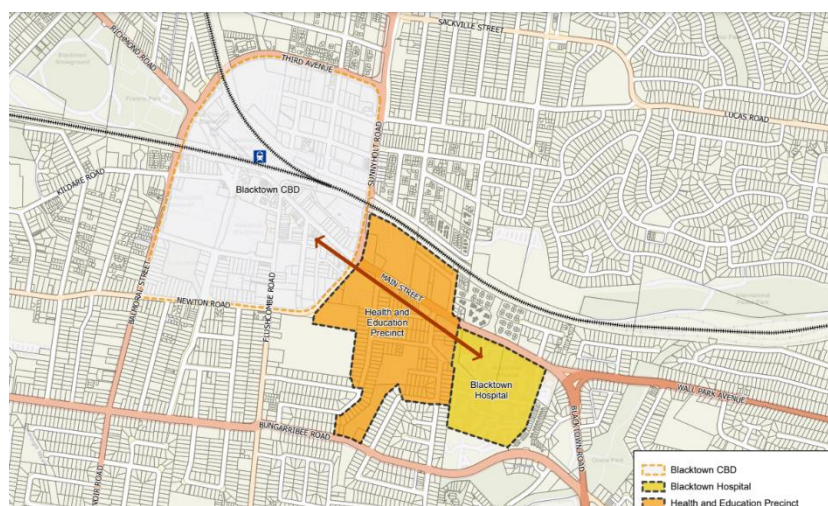 SACKVILLE STREET
RICHMOND ROAD
THIRD AVENUE
LUCAS ROAD
SUNNYHOLT ROAD
KILDARE ROAD
Blacktown CBD
BALMORAL STREET
NEWTON ROAD
FLUSHCOMBE ROAD
MAIN STREET
Health and
Education
Precinct
Blacktown
Hospital
WALL PARK AVENUE
BLACKTOWN ROAD
BUNGARRIBEE ROAD
Blacktown CBD
Blacktown Hospital
Health and Education Precinct